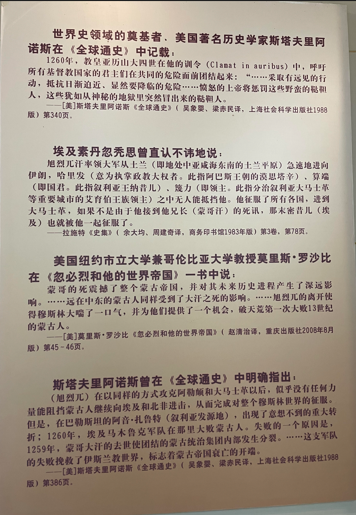 世界史领域的奠基者、美国著名历史学家斯塔夫里阿
诺斯在《全球通史》中记载：
1260年，教皇亚历山大四世在他的训令（Clamat in auribus）中，呼吁
所有基督教国家的君主们在共同的危险面前团结起来；“……采取有远见的行
动，抵抗日渐迫近、显然要降临的危险……愤怒的上帝将惩罚这些野蛮的鞑靼
人，这些犹如从神秘的地狱里突然冒出来的鞑靼人。
——[美]斯塔夫里阿诺斯《全球通史》（ 吴象婴、梁赤民译，上海社会科学出版社1988
版）第340页．
埃及素丹忽秃思曾直认不讳地说：
旭烈兀汗率领大军从土兰（即地处中亚咸海东南的土兰平原）急速地进向
伊朗，哈里发（意为执掌政教大权者。此指阿巴斯王朝的谟思塔辛）、算端
（即国君。此指叙利亚王纳昔儿）、篾力（即领主。此指分治叙利亚大马士革
等重要城市的艾育伯王族领主）之中无人能抵挡他。他征服了所有各国，进到
大马士革，如果不是由于他接到他兄长（蒙哥汗）的死讯，那末密昔儿（埃
及）也就被他一起征服了。
——拉施特《史集》（ 余大均、周建奇译，商务印书馆1983年版）第3卷，第78页．
美国纽约市立大学兼哥伦比亚大学教授莫里斯·罗沙比
在《忽必烈和他的世界帝国》一书中说：
蒙哥的死震撼了整个蒙古帝国，并对其未来历史进程产生了深远影
响。……远在中东的蒙古人同样受到了大汗之死的影响。……旭烈兀的离开使
得穆斯林大喘了一口气，并为他们提供了一个机会，破天荒第一次大败13世纪
的蒙古人。
——[美]莫里斯·罗沙比《忽必烈和他的世界帝国》（ 赵清治译，重庆出版社2008年8月
版）第45－46页．
斯塔夫里阿诺斯曾在《全球通史》中明确指出：
（旭烈兀）在以同样的方式攻克阿勒颇和大马士革以后，似乎没有任何力
量能阻挡蒙古人继续向埃及和北非进击，从而完成对整个穆斯林世界的征服。
但是，在巴勒斯坦的阿音·扎鲁特（叙利亚发源地），出现了意想不到的重大转
折；1260年，埃及马木鲁克军队在那里大败蒙古人。失败的一个原因是，
1259年，蒙哥大汗的去世使团结的蒙古统治集团内部发生分裂。……这支军队
的失败挽救了伊斯兰教世界，标志着蒙古帝国衰亡的开端。
——[美]斯塔夫里阿诺斯《全球通史》（ 吴象婴、梁赤民译，上海社会科学出版社1988
版）第386页．